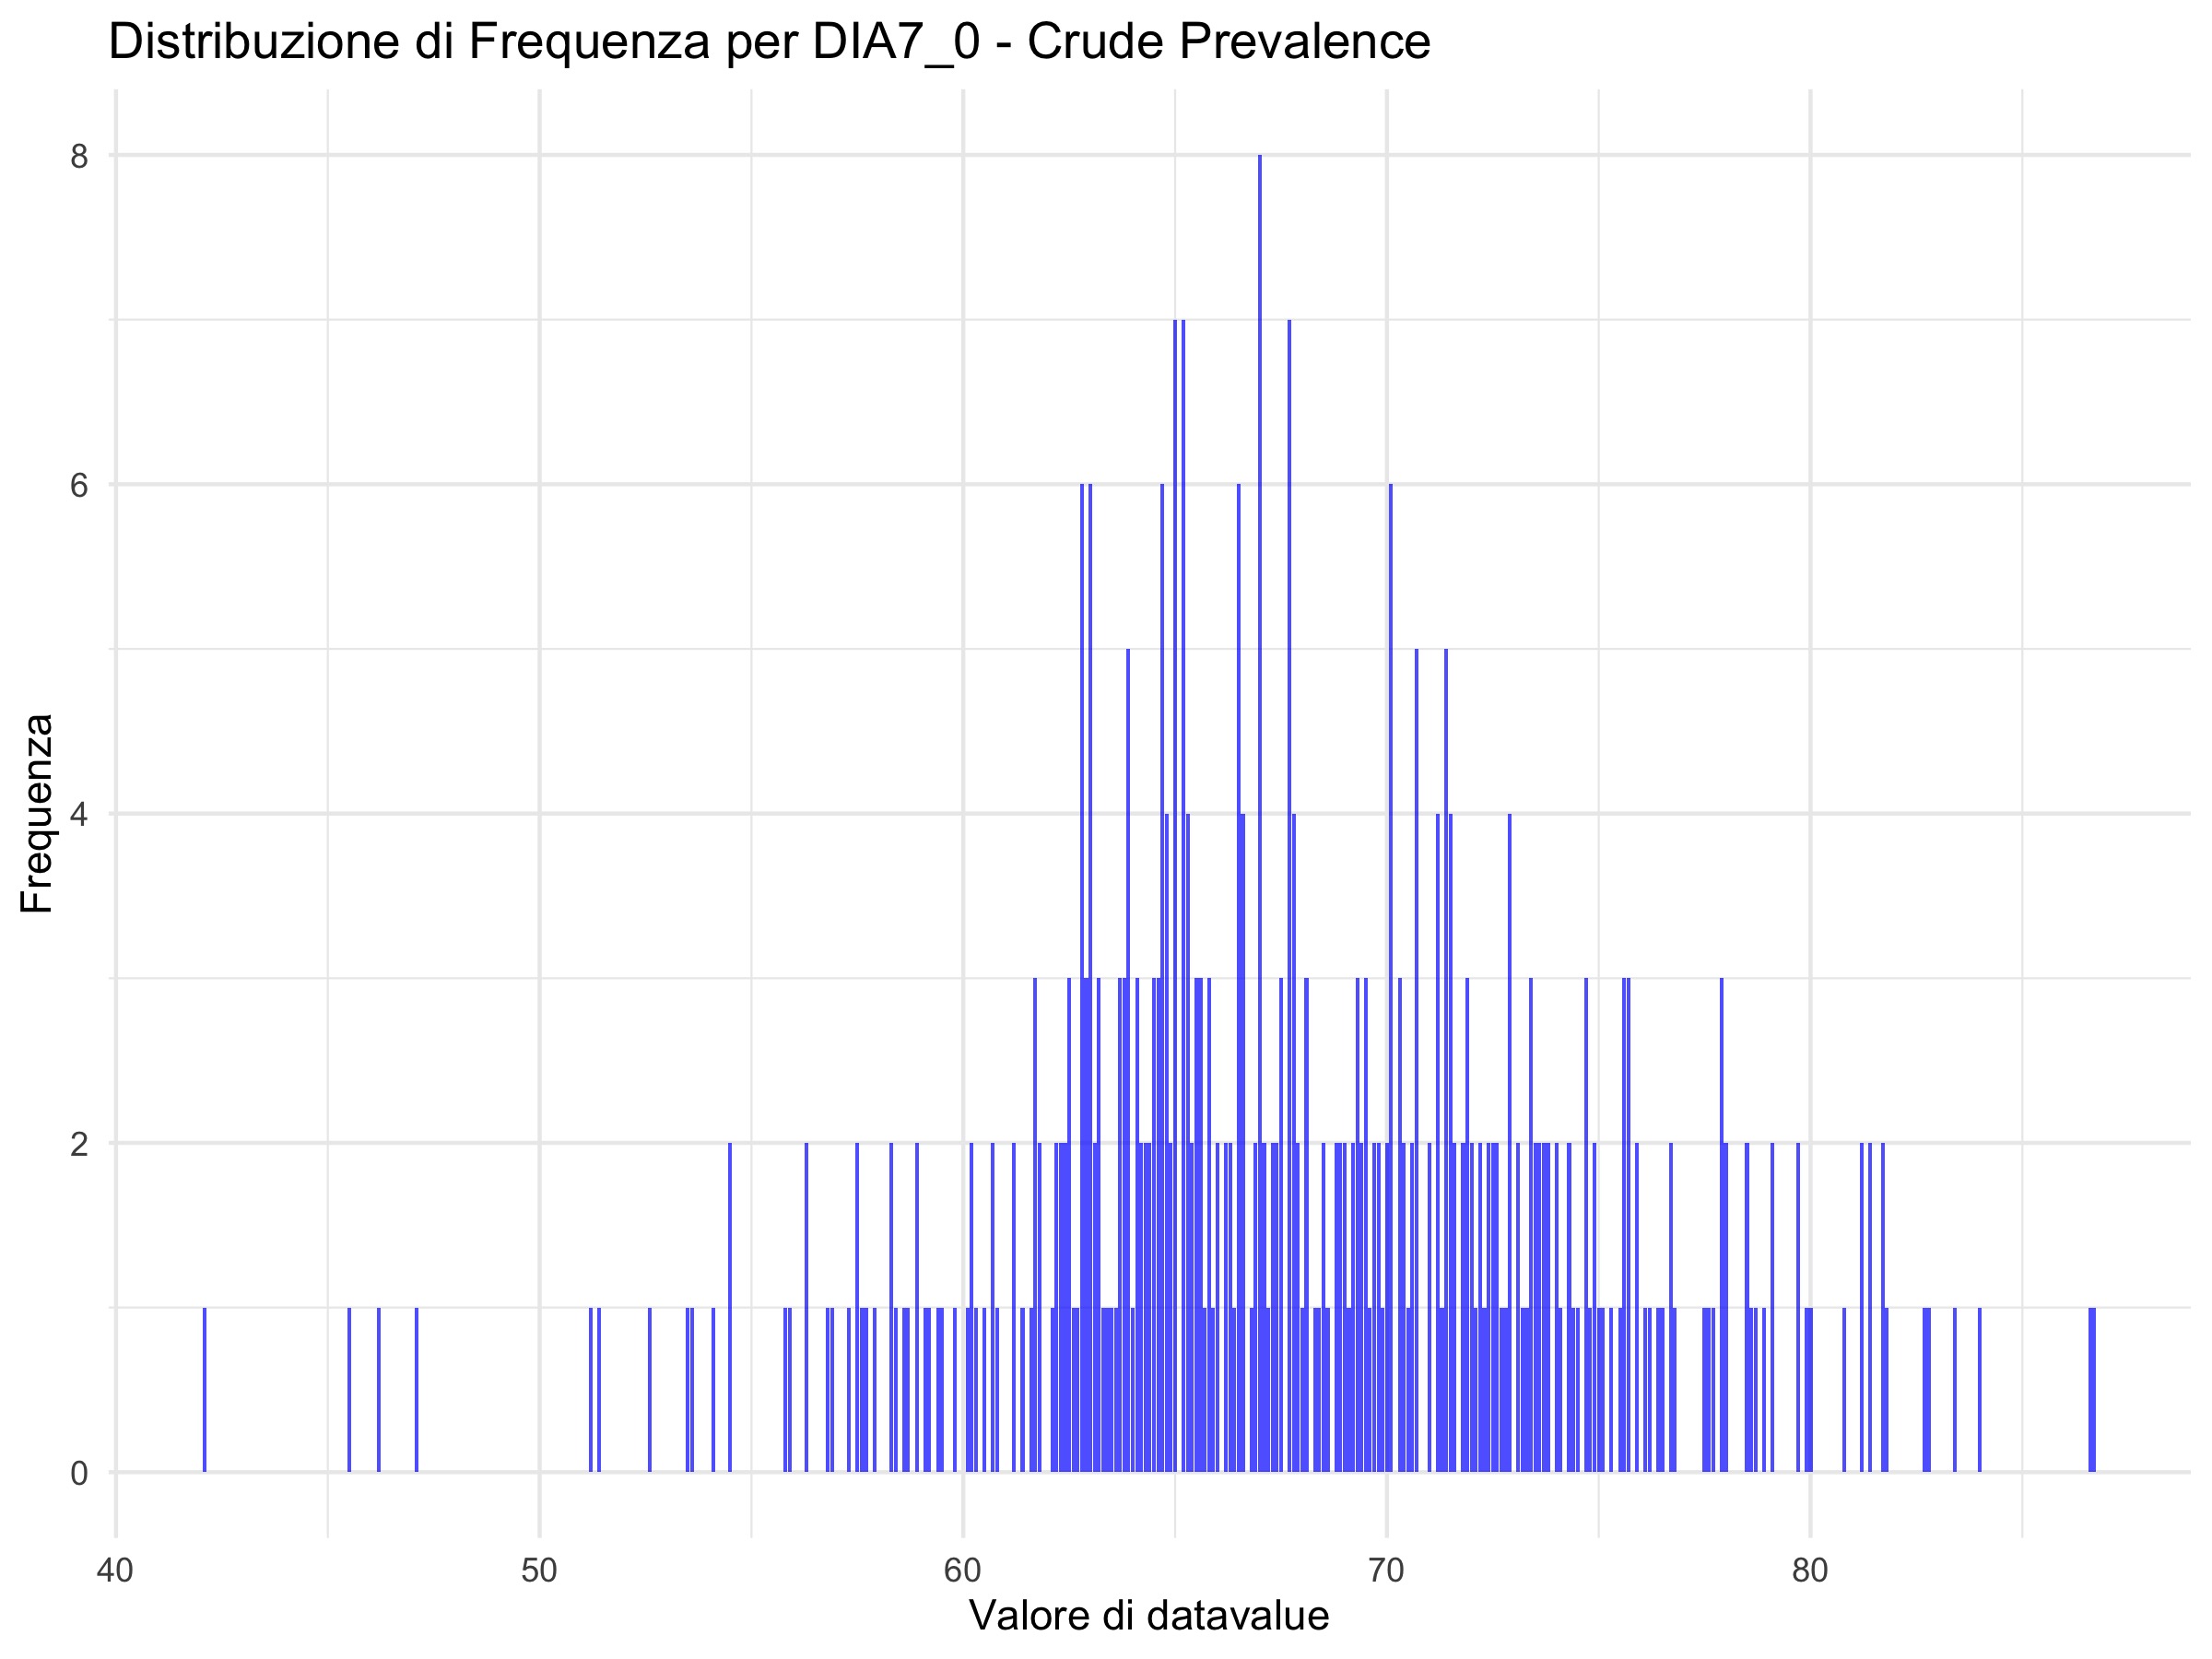 Distribuzione di Frequenza per DIA7_0 - Crude Prevalence
8
6
4
2
0
Frequenza
40 50 60 70 80
Valore di datavalue